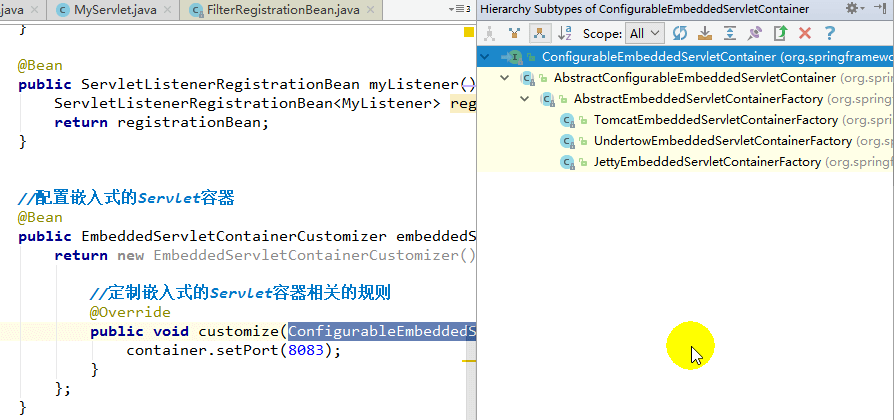 .java MyServlet.java FilterRegistrationBean.java 3
}
@Bean
public ServletListenerRegistrationBean myListener()
ServletListenerRegistrationBean<MyListener> reg
return registrationBean;
}
//配置嵌入式的Servlet容器
@Bean
public EmbeddedServletContainerCustomizer embeddedS
return new EmbeddedServletContainerCustomizer()
//定制嵌入式的Servlet容器相关的规则
@Override
public void customize(ConfigurableEmbeddedS
container.setPort(8083);
}
};
}
Hierarchy Subtypes of ConfigurableEmbeddedServletContainer
Scope: All
ConfigurableEmbeddedServletContainer (org.springframewo
AbstractConfigurableEmbeddedServletContainer (org.spring
AbstractEmbeddedServletContainerFactory (org.springf
TomcatEmbeddedServletContainerFactory (org.spri
UndertowEmbeddedServletContainerFactory (org.s
JettyEmbeddedServletContainerFactory (org.spring